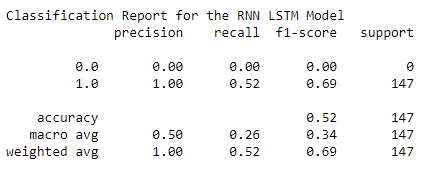 Classification Report for the RNN LSTM Model
precision recall f1-score support
0.0 0.00 0.00 0.00 0
1.0 1.00 0.52 0.69 147
accuracy 0.52 147
macro avg 0.50 0.26 0.34 147
weighted avg 1.00 0.52 0.69 147